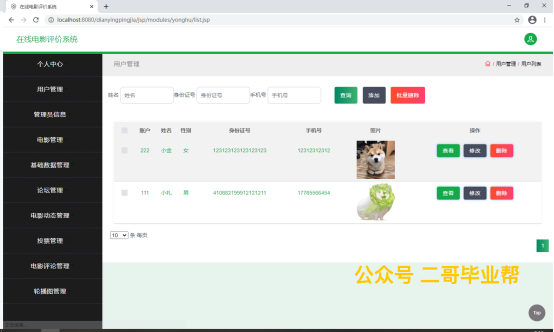 在线电影评价系统
localhost:8080/dianyingpingjia/jsp/modules/yonghu/list.jsp
在线电影评价系统
个人中心
用户管理
管理员信息
电影管理
基础数据管理
论坛管理
电影动态管理
投票管理
电影评论管理
轮播图管理
用户管理
/ 用户管理 / 用户列表
姓名 姓名 身份证号 身份证号 手机号 手机号 查询 添加 批量删除
账户 姓名 性别 身份证号 手机号 照片 操作
222 女 123123123123123123 12312312312 查看 修改 删除
111 小礼 男 17785566454 查看 修改 删除
10 条 每页
1
公众号 二哥毕业帮
Top